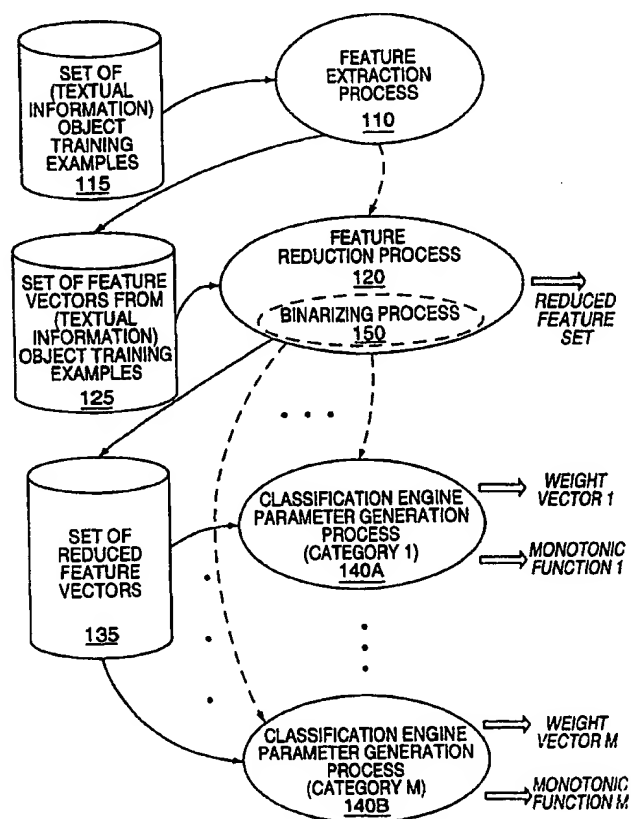 SET OF
(TEXTUAL
INFORMATION)
OBJECT
TRAINING
EXAMPLES
115
FEATURE
EXTRACTION
PROCESS
110
SET OF FEATURE
VECTORS FROM
(TEXTUAL
INFORMATION)
OBJECT TRAINING
EXAMPLES
125
FEATURE
REDUCTION PROCESS
120
BINARIZING PROCESS
150
REDUCED
FEATURE
SET
SET OF
REDUCED
FEATURE
VECTORS
135
CLASSIFICATION ENGINE
PARAMETER GENERATION
PROCESS
(CATEGORY 1)
140A
WEIGHT
VECTOR 1
MONOTONIC
FUNCTION 1
CLASSIFICATION ENGINE
PARAMETER GENERATION
PROCESS
(CATEGORY M)
140B
WEIGHT
VECTOR M
MONOTONIC
FUNCTION M